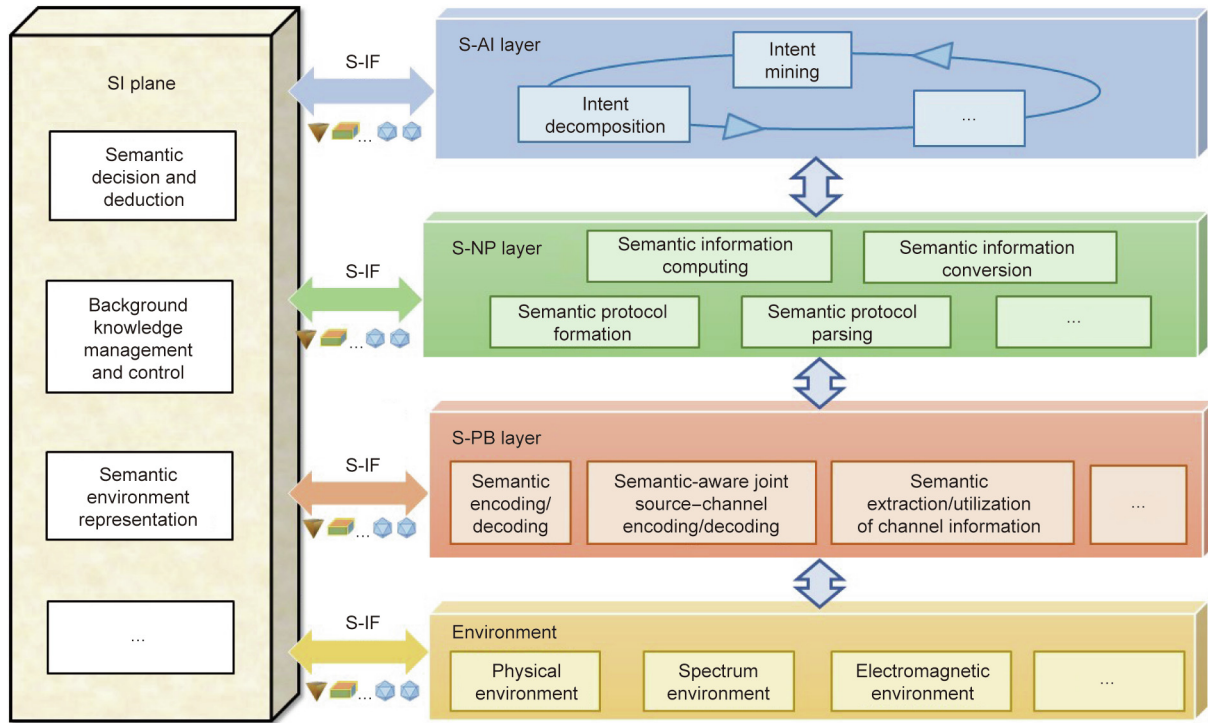 SI plane
Semantic
decision and
deduction
Background
knowledge
management
and control
Semantic
environment
representation
...
S-IF
...
S-IF
...
S-IF
...
S-IF
...
S-AI layer
Intent
mining
Intent
decomposition
...
S-NP layer
Semantic information
computing
Semantic information
conversion
Semantic protocol
formation
Semantic protocol
parsing
...
S-PB layer
Semantic
encoding/
decoding
Semantic-aware joint
source–channel
encoding/decoding
Semantic
extraction/utilization
of channel information
...
Environment
Physical
environment
Spectrum
environment
Electromagnetic
environment
...